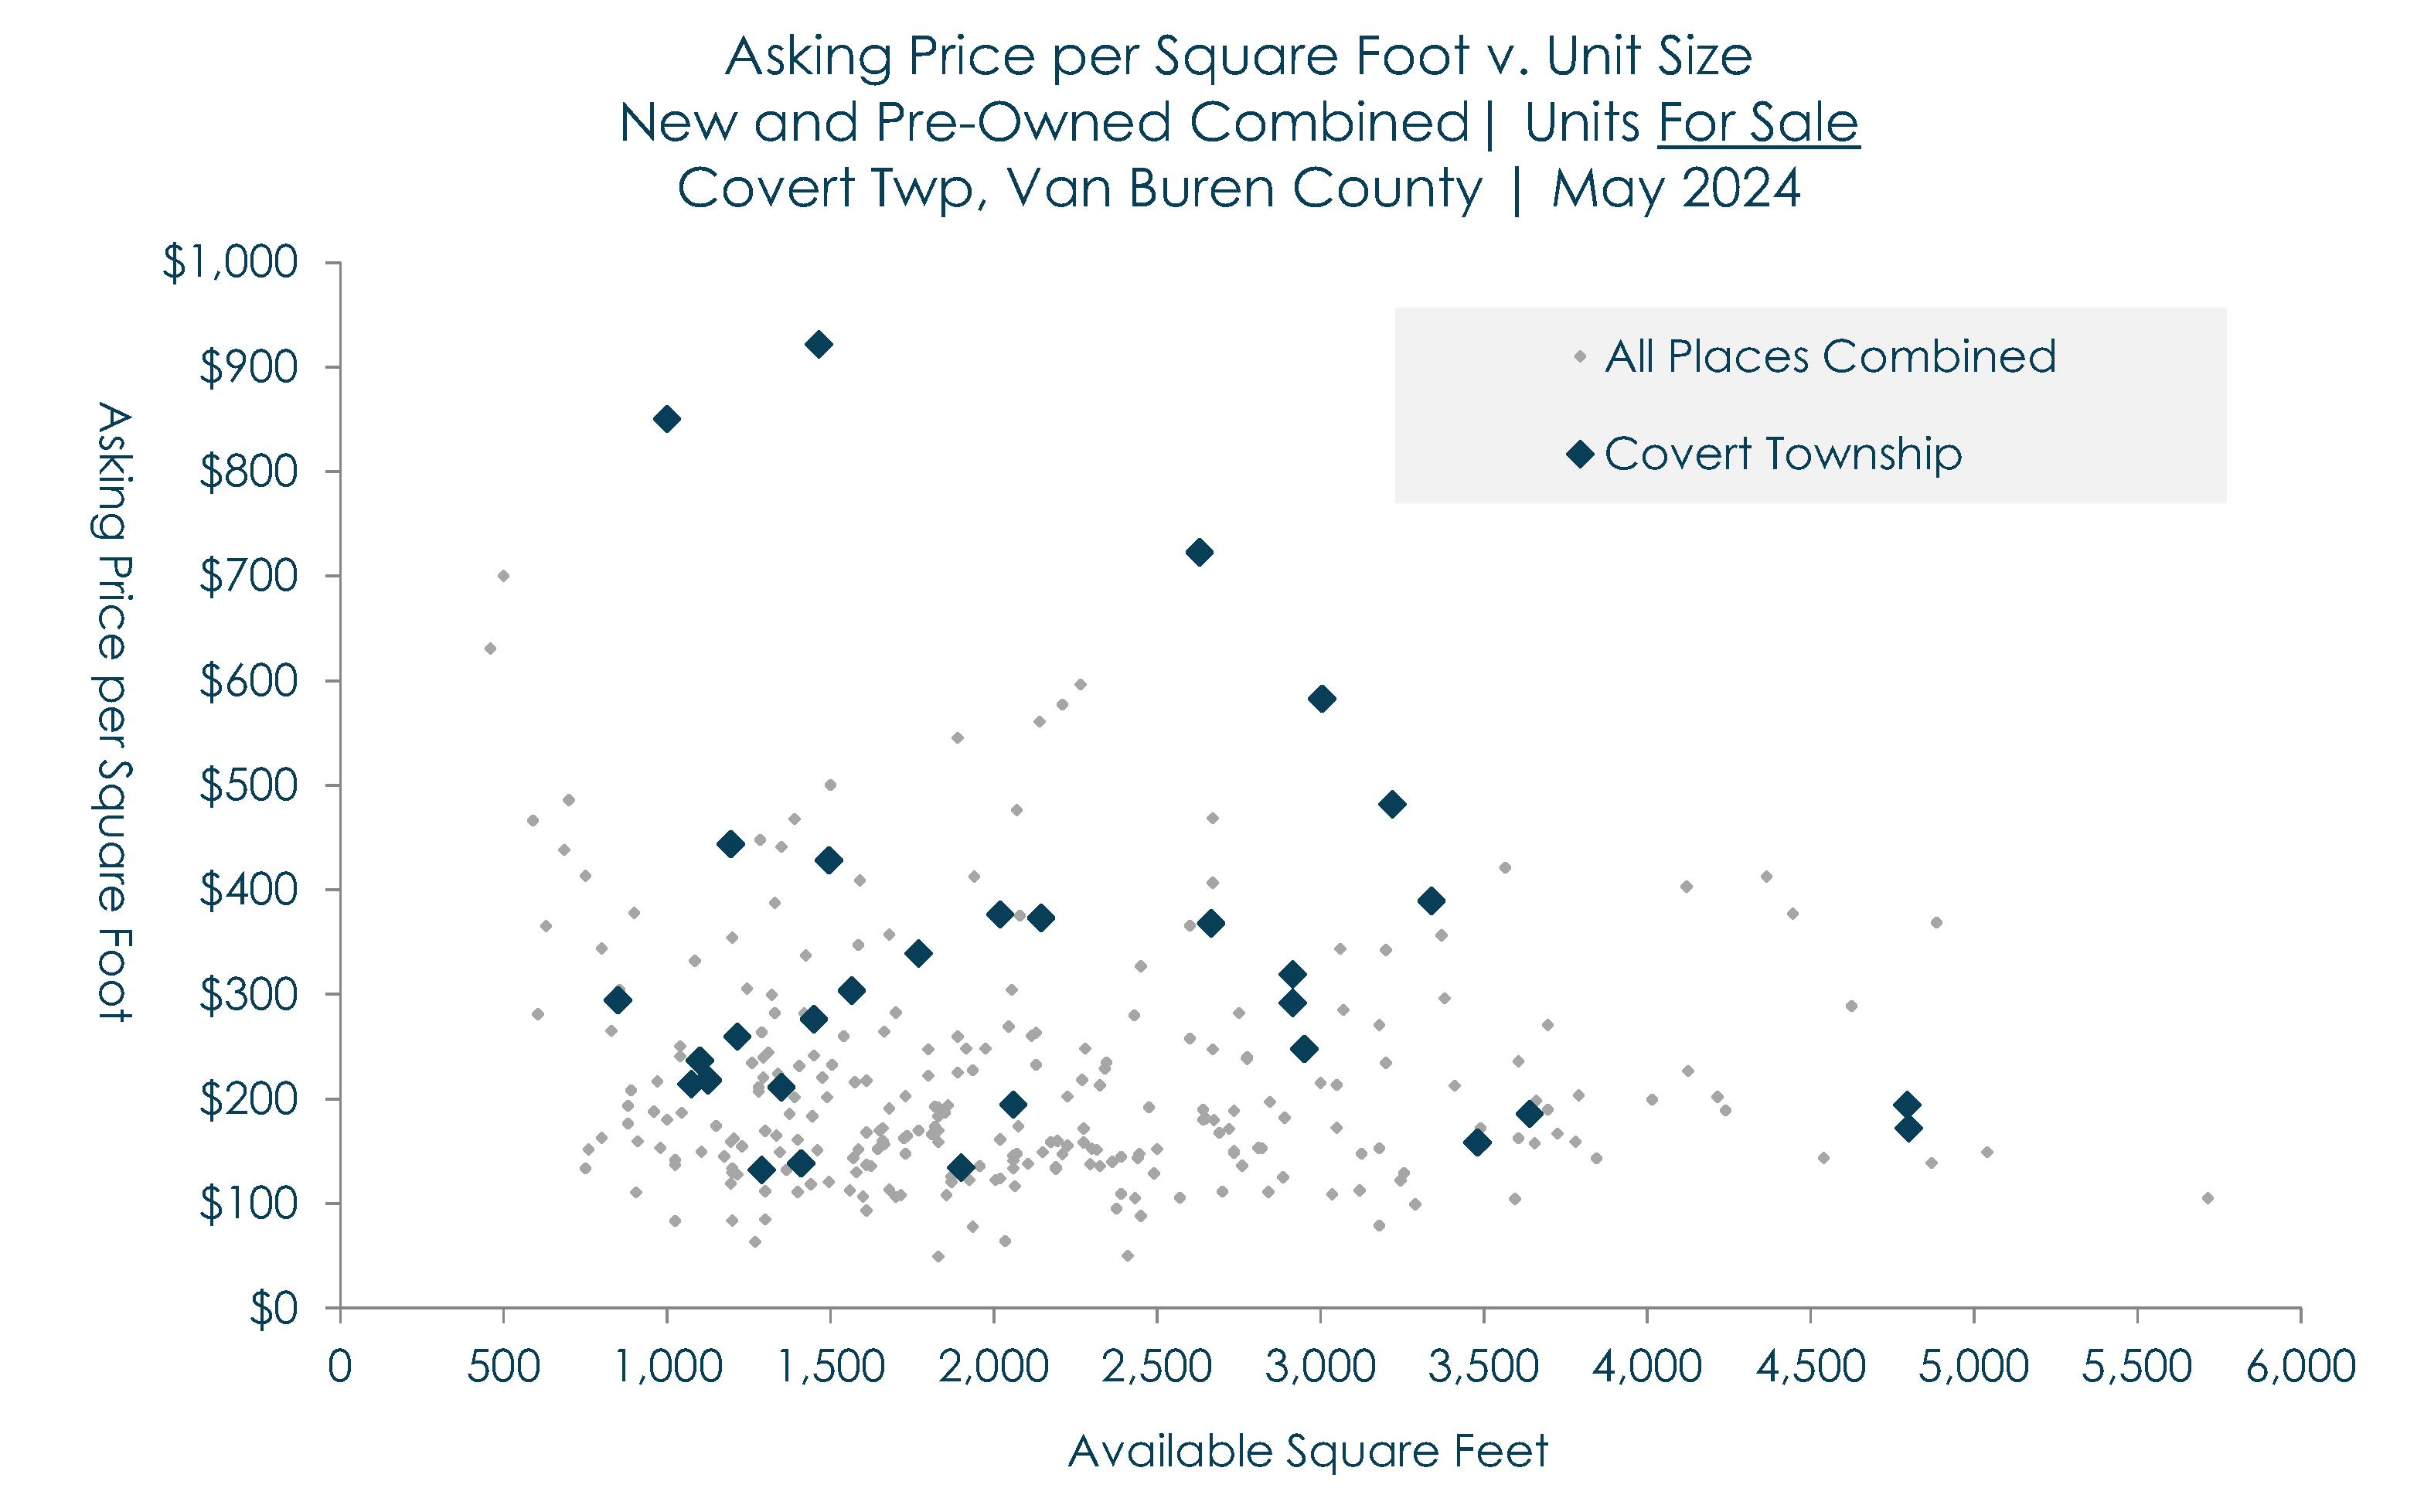 Asking Price per Square Foot v. Unit Size
New and Pre-Owned Combined| Units For Sale
Covert Twp, Van Buren County | May 2024
$1,000
$900
$800
$700
$600
$500
$400
$300
$200
$100
$0
Asking Price per Square Foot
All Places Combined
Covert Township
0 500 1,000 1,500 2,000 2,500 3,000 3,500 4,000 4,500 5,000 5,500 6,000
Available Square Feet